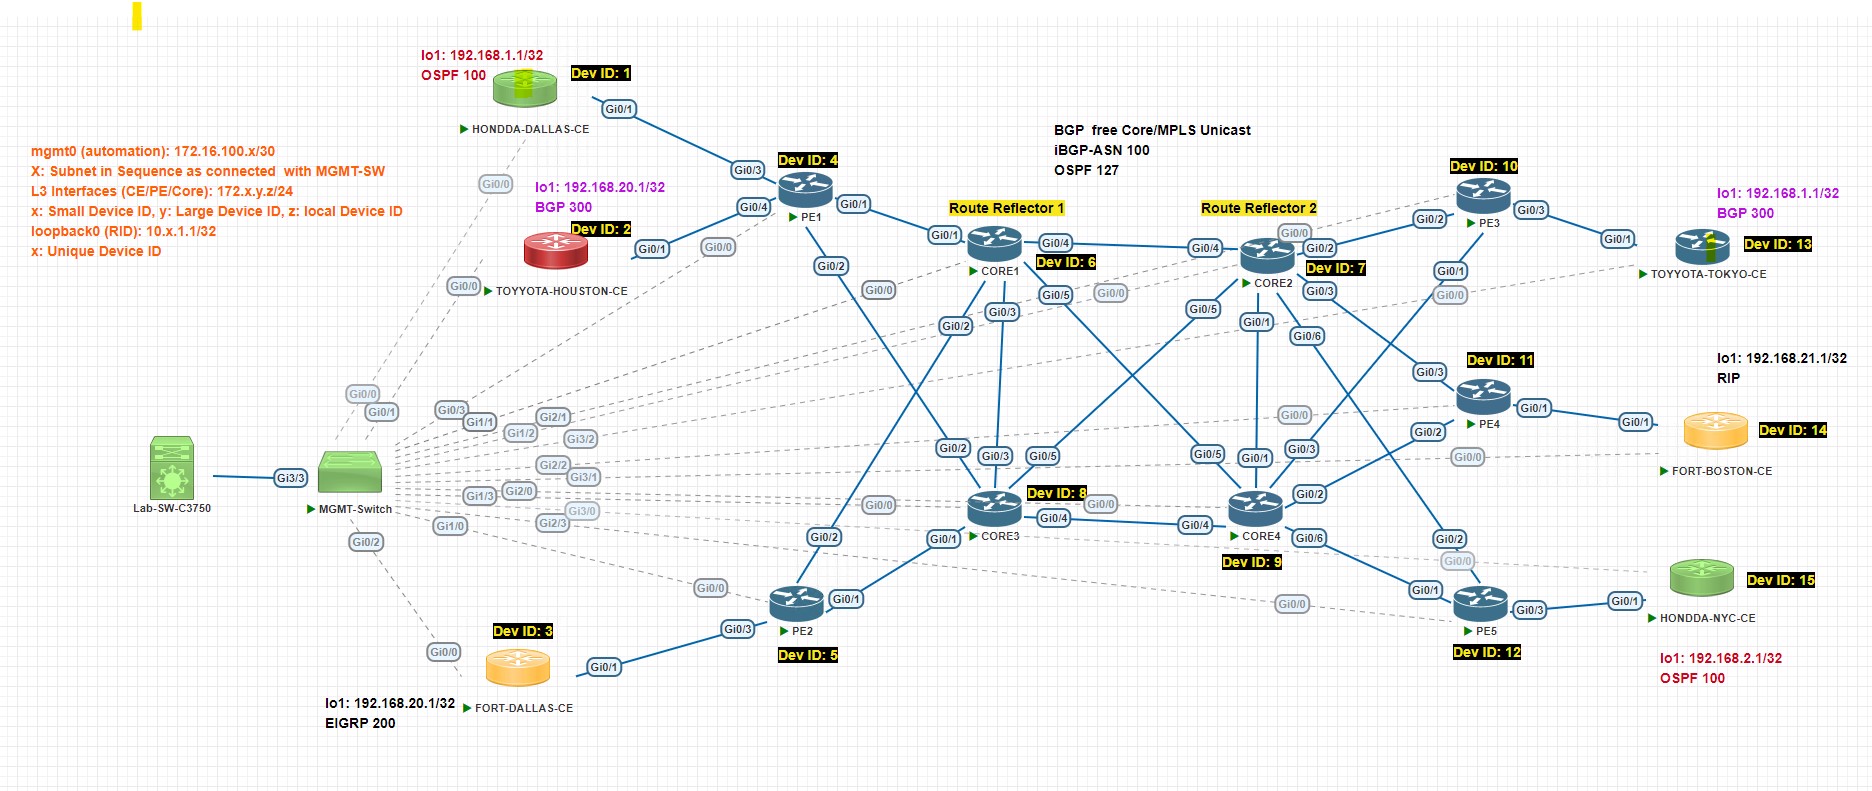 lo1: 192.168.1.1/32
OSPF 100
Dev ID: 1
Gi0/1
HONDDA-DALLAS-CE
mgmt0 (automation): 172.16.100.x/30
X: Subnet in Sequence as connected with MGMT-SW
L3 Interfaces (CE/PE/Core): 172.x.y.z/24
x: Small Device ID, y: Large Device ID, z: local Device ID
loopback0 (RID): 10.x.1.1/32
x: Unique Device ID
Gi0/0
lo1: 192.168.20.1/32
BGP 300
Dev ID: 2
Gi0/1
Gi0/0
TOYYOTA-HOUSTON-CE
Gi0/3
Dev ID: 4
Gi0/4
Gi0/1
PE1
Gi0/0
Gi0/2
BGP free Core/MPLS Unicast
iBGP-ASN 100
OSPF 127
Route Reflector 1
Gi0/1
Gi0/4
Dev ID: 6
CORE1
Gi0/0
Gi0/2
Gi0/3
Gi0/5
Gi0/0
Route Reflector 2
Gi0/0
Gi0/4
Gi0/2
Dev ID: 7
CORE2
Gi0/3
Gi0/5
Gi0/1
Gi0/6
Dev ID: 10
Gi0/2
Gi0/3
PE3
Gi0/1
Gi0/0
lo1: 192.168.1.1/32
BGP 300
Gi0/1
Dev ID: 13
TOYYOTA-TOKYO-CE
Dev ID: 11
Gi0/3
Gi0/1
PE4
Gi0/2
Gi0/0
lo1: 192.168.21.1/32
RIP
Gi0/1
Dev ID: 14
Gi0/0
FORT-BOSTON-CE
Gi0/0
Gi0/1
Gi0/3
Gi1/1
Gi1/2
Gi2/1
Gi3/2
Gi2/2
Gi3/1
Gi1/3
Gi2/0
Gi3/0
Gi2/3
Gi1/0
Gi0/2
Gi3/3
Lab-SW-C3750
MGMT-Switch
Gi0/2
Gi0/3
Gi0/5
Dev ID: 8
Gi0/0
Gi0/0
Gi0/4
CORE3
Gi0/1
Gi0/5
Gi0/1
Gi0/3
Gi0/2
Gi0/4
CORE4
Gi0/6
Dev ID: 9
Gi0/2
Gi0/0
Gi0/1
PE2
Dev ID: 5
Gi0/3
Dev ID: 3
Gi0/0
Gi0/1
lo1: 192.168.20.1/32
EIGRP 200
FORT-DALLAS-CE
Gi0/2
Gi0/0
Gi0/1
Gi0/0
Gi0/3
PE5
Dev ID: 12
Gi0/1
Dev ID: 15
HONDDA-NYC-CE
lo1: 192.168.2.1/32
OSPF 100